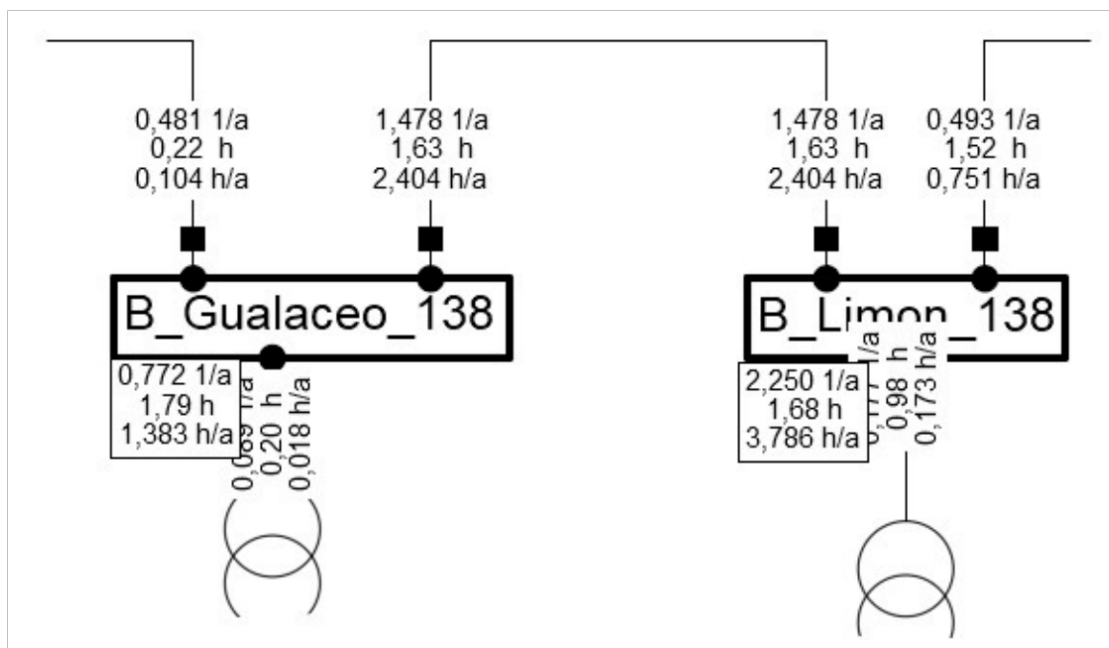 0,481 1/a
0,22 h
0,104 h/a
1,478 1/a
1,63 h
2,404 h/a
1,478 1/a
1,63 h
2,404 h/a
0,493 1/a
1,52 h
0,751 h/a
B_Gualaceo_138
0,772 1/a
1,79 h
1,383 h/a
0,20 h
0,018 h/a
B_Limon_138
2,250 1/a
1,68 h
3,786 h/a
0,98 h
0,173 h/a